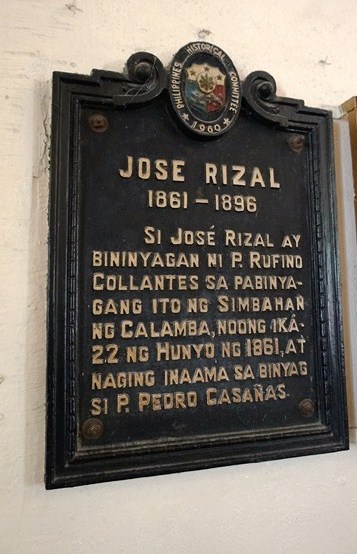 PHILIPPINES HISTORICAL COMMITTEE
1960
JOSE RIZAL
1861 – 1896
SI JOSÉ RIZAL AY
BININYAGAN NI P. RUFINO
COLLANTES SA PABINYA-
GANG ITO NG SIMBAHAN
NG CALAMBA, NOONG IKÁ-
22 NG HUNYO NG 1861, AT
NAGING INAAMA SA BINYAG
SI P. PEDRO CASAÑAS.